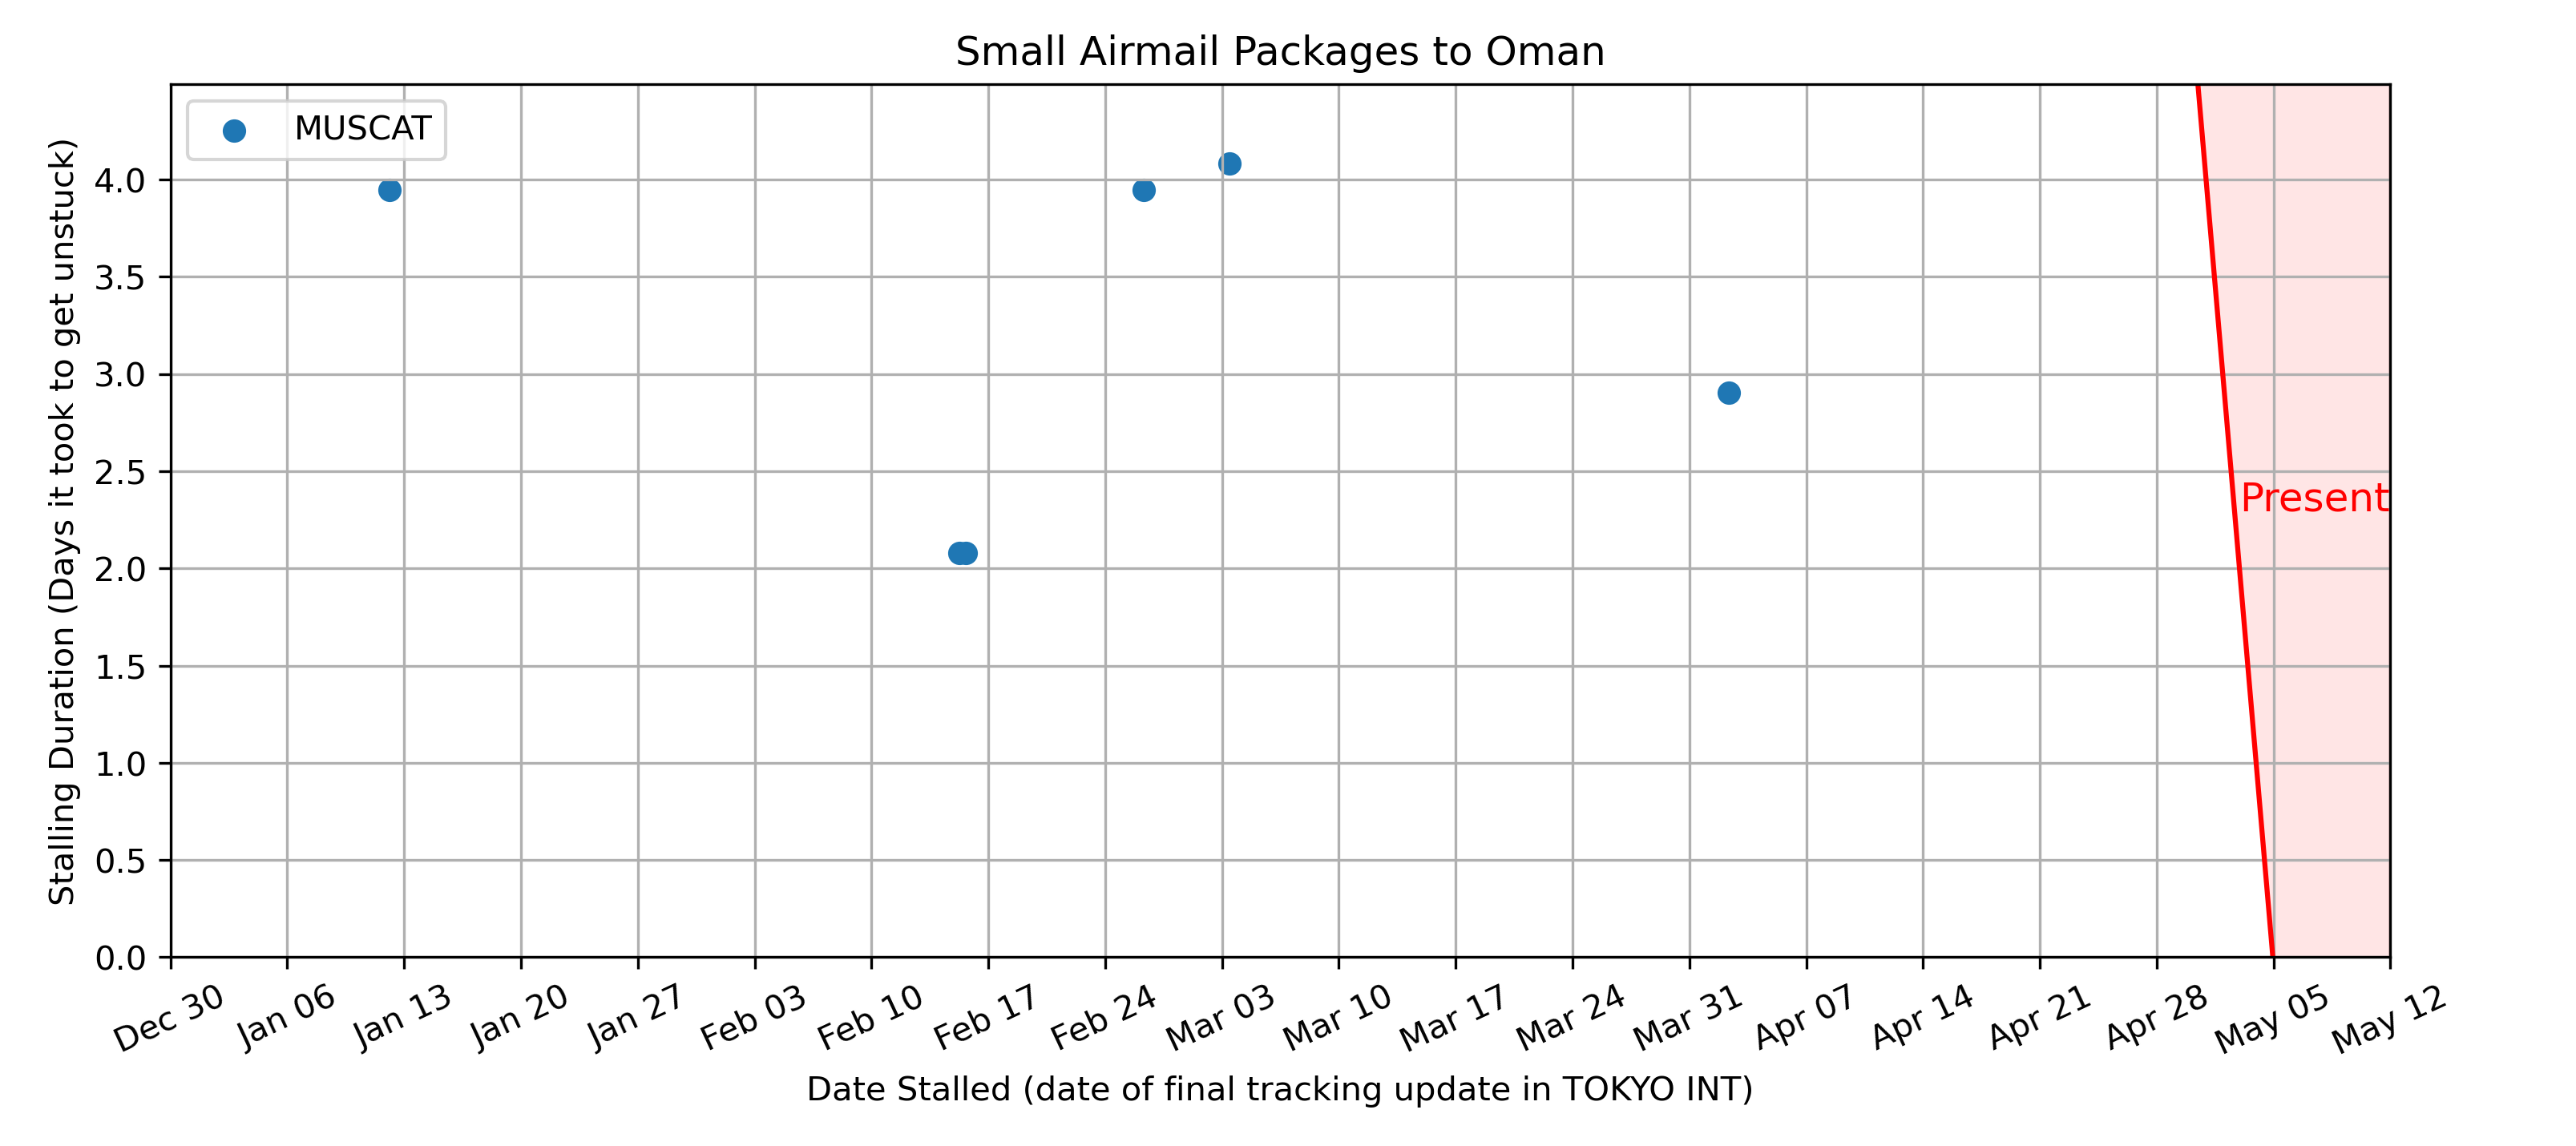 Small Airmail Packages to Oman
MUSCAT
Stalling Duration (Days it took to get unstuck)
4.0
3.5
3.0
2.5
2.0
1.5
1.0
0.5
0.0
Present
Dec 30
Jan 06
Jan 13
Jan 20
Jan 27
Feb 03
Feb 10
Feb 17
Feb 24
Mar 03
Mar 10
Mar 17
Mar 24
Mar 31
Apr 07
Apr 14
Apr 21
Apr 28
May 05
May 12
Date Stalled (date of final tracking update in TOKYO INT)